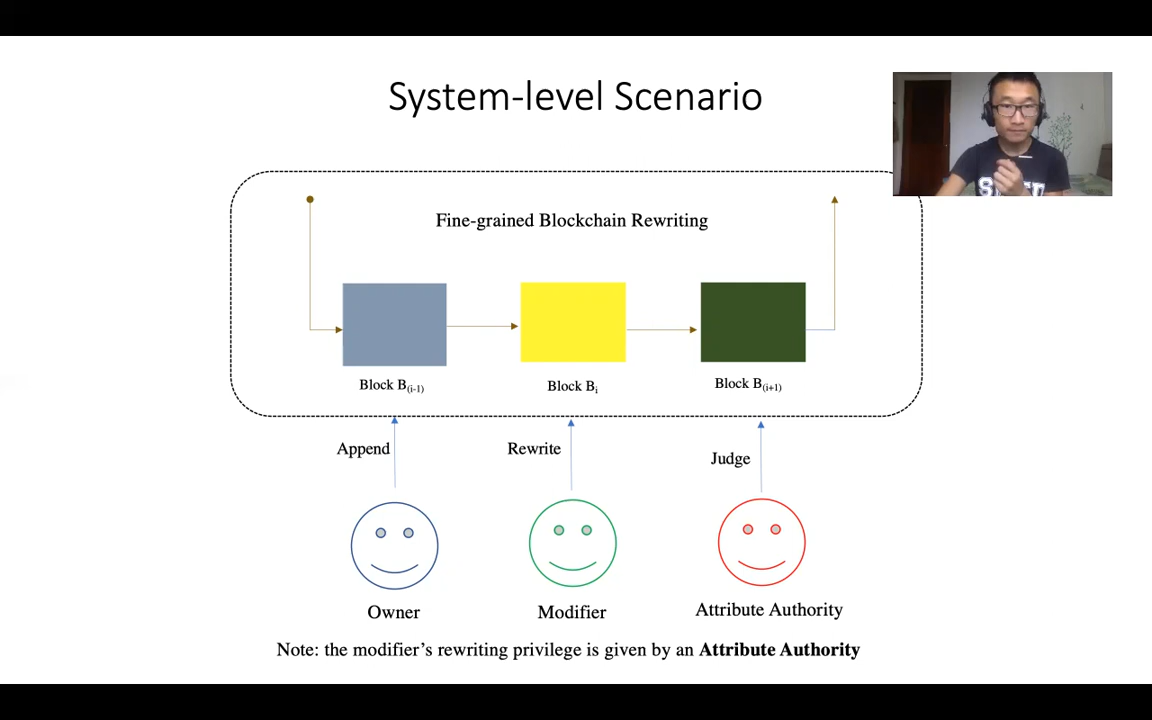 System-level Scenario
Fine-grained Blockchain Rewriting
Block B(i-1)
Block Bi
Block B(i+1)
Append
Rewrite
Judge
Owner
Modifier
Attribute Authority
Note: the modifier’s rewriting privilege is given by an Attribute Authority